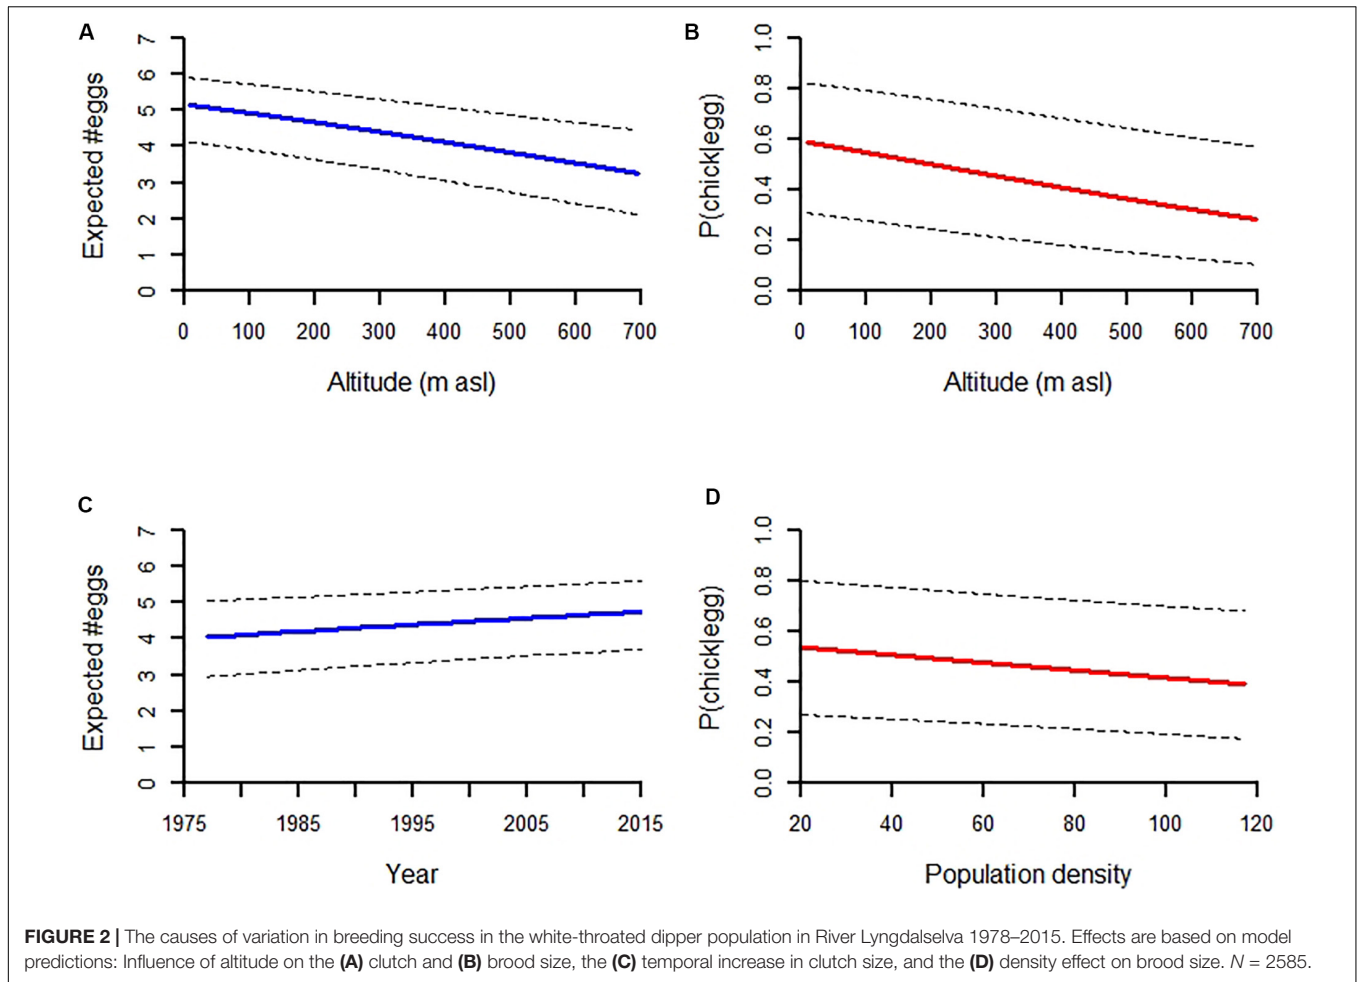 A
7
6
5
4
3
2
1
0
Expected #eggs
0 100 200 300 400 500 600 700
Altitude (m asl)
B
1.0
0.8
0.6
0.4
0.2
0.0
P(chick|egg)
0 100 200 300 400 500 600 700
Altitude (m asl)
C
7
6
5
4
3
2
1
0
Expected #eggs
1975 1985 1995 2005 2015
Year
D
1.0
0.8
0.6
0.4
0.2
0.0
P(chick|egg)
20 40 60 80 100 120
Population density
FIGURE 2 | The causes of variation in breeding success in the white-throated dipper population in River Lyngdalselva 1978–2015. Effects are based on model
predictions: Influence of altitude on the (A) clutch and (B) brood size, the (C) temporal increase in clutch size, and the (D) density effect on brood size. N = 2585.